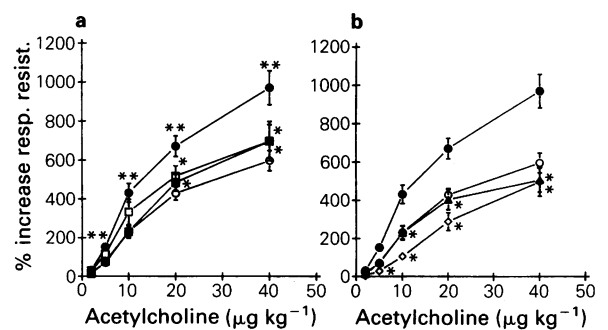 a
b
% increase resp. resist.
1200
1000
800
600
400
200
0
0 10 20 30 40 50
Acetylcholine (µg kg⁻¹)
1200
1000
800
600
400
200
0
0 10 20 30 40 50
Acetylcholine (µg kg⁻¹)
** ** ** ** * * * *
* * * * * *